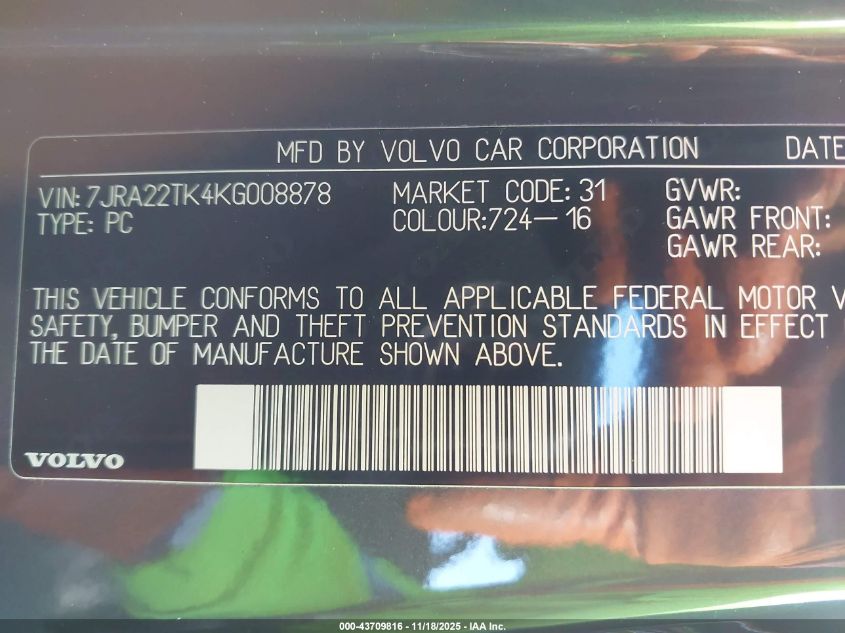 MFD BY VOLVO CAR CORPORATION DATE
VIN: 7JRA22TK4KG008878 MARKET CODE: 31 GVWR:
TYPE: PC COLOUR:724-16 GAWR FRONT:
GAWR REAR:
THIS VEHICLE CONFORMS TO ALL APPLICABLE FEDERAL MOTOR V
SAFETY, BUMPER AND THEFT PREVENTION STANDARDS IN EFFECT
THE DATE OF MANUFACTURE SHOWN ABOVE.
VOLVO
000-43709816 - 11/18/2025 - IAA Inc.